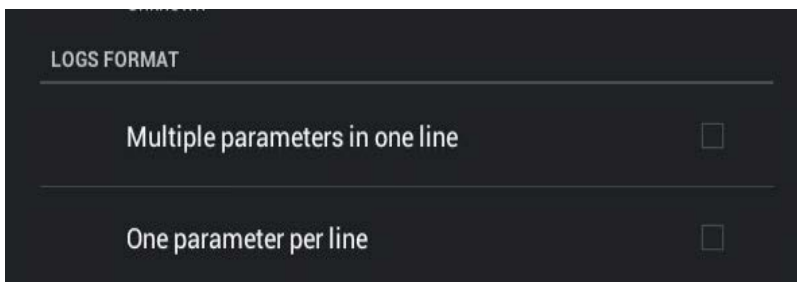 LOGS FORMAT
Multiple parameters in one line
One parameter per line